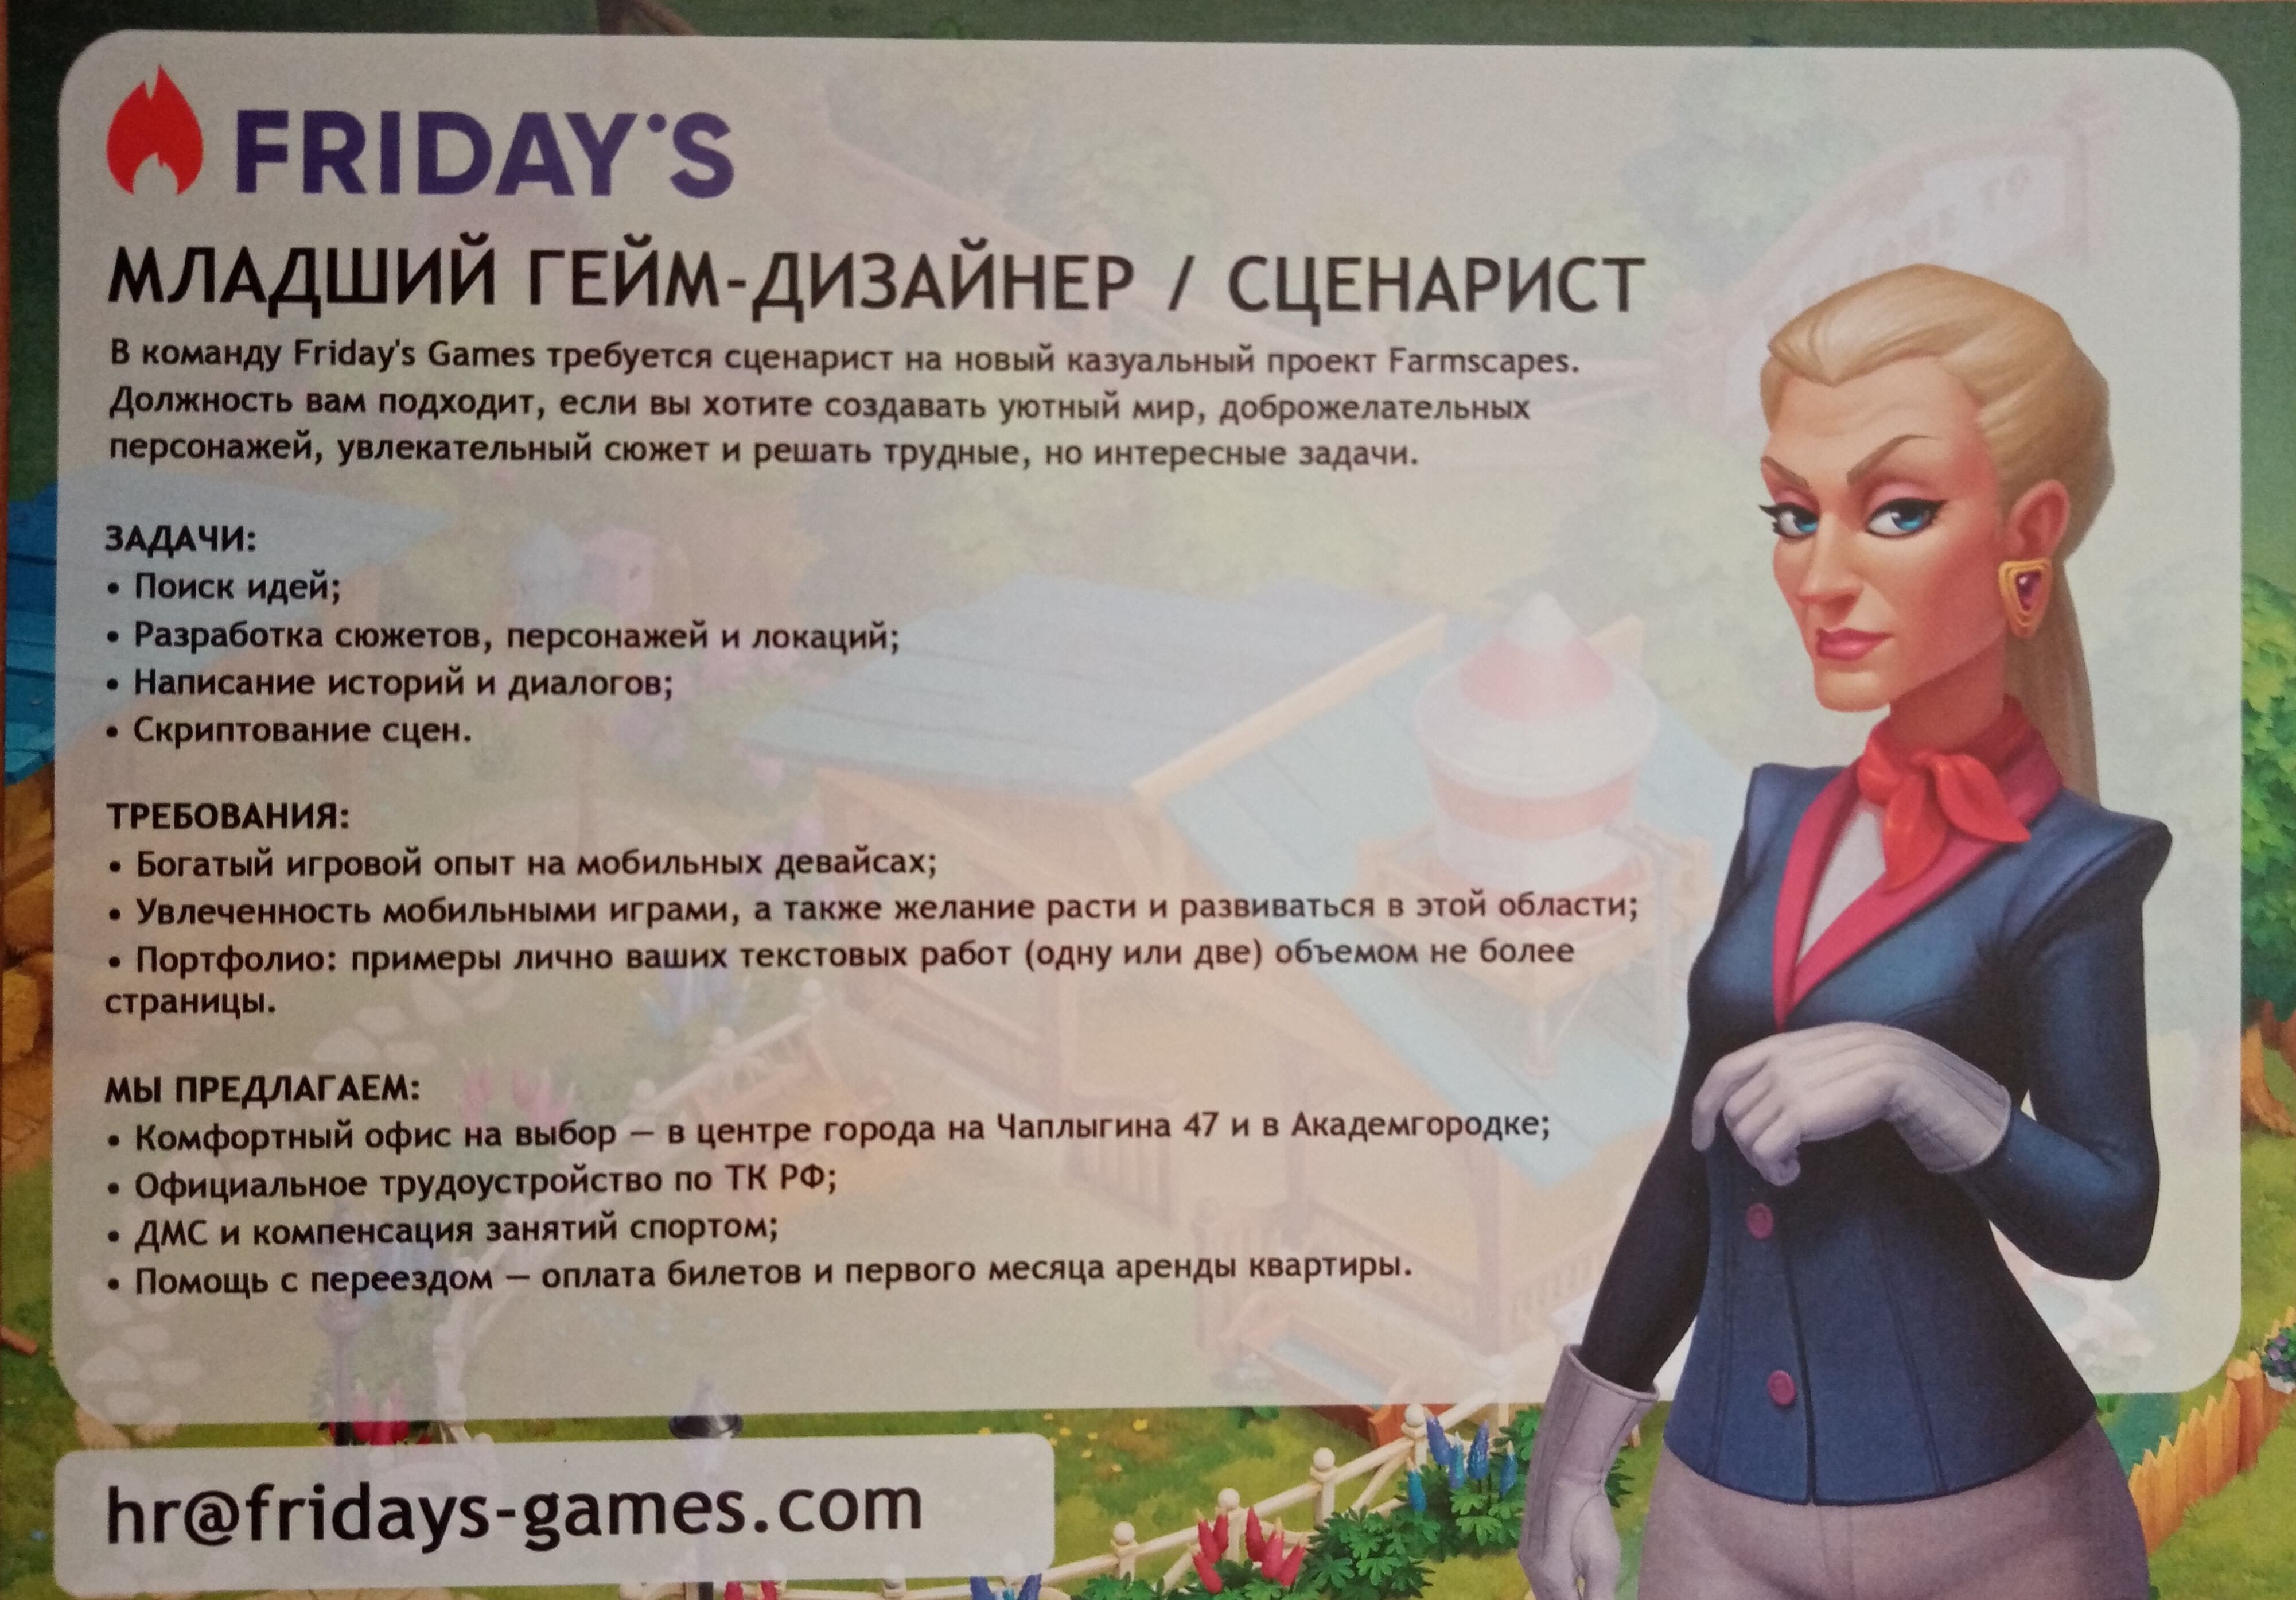 FRIDAY'S
МЛАДШИЙ ГЕЙМ-ДИЗАЙНЕР / СЦЕНАРИСТ
В команду Friday's Games требуется сценарист на новый казуальный проект Farmscapes.
Должность вам подходит, если вы хотите создавать уютный мир, доброжелательных
персонажей, увлекательный сюжет и решать трудные, но интересные задачи.
ЗАДАЧИ:
• Поиск идей;
• Разработка сюжетов, персонажей и локаций;
• Написание историй и диалогов;
• Скриптование сцен.
ТРЕБОВАНИЯ:
• Богатый игровой опыт на мобильных девайсах;
• Увлеченность мобильными играми, а также желание расти и развиваться в этой области;
• Портфолио: примеры лично ваших текстовых работ (одну или две) объемом не более
страницы.
МЫ ПРЕДЛАГАЕМ:
• Комфортный офис на выбор — в центре города на Чаплыгина 47 и в Академгородке;
• Официальное трудоустройство по ТК РФ;
• ДМС и компенсация занятий спортом;
• Помощь с переездом — оплата билетов и первого месяца аренды квартиры.
hr@fridays-games.com